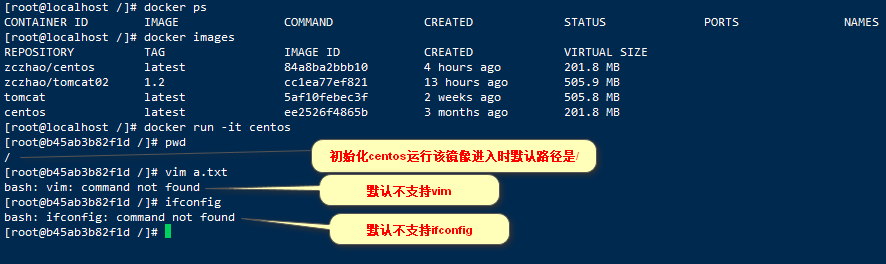 [root@localhost /]# docker ps
CONTAINER ID IMAGE COMMAND CREATED STATUS PORTS NAMES
[root@localhost /]# docker images
REPOSITORY TAG IMAGE ID CREATED VIRTUAL SIZE
zczhao/centos latest 84a8ba2bbb10 4 hours ago 201.8 MB
zczhao/tomcat02 1.2 cc1ea77ef821 13 hours ago 505.9 MB
tomcat latest 5af10febec3f 2 weeks ago 505.8 MB
centos latest ee2526f4865b 3 months ago 201.8 MB
[root@localhost /]# docker run -it centos
[root@b45ab3b82f1d /]# pwd
/
初始化centos运行该镜像进入时默认路径是/
[root@b45ab3b82f1d /]# vim a.txt
bash: vim: command not found
默认不支持vim
[root@b45ab3b82f1d /]# ifconfig
bash: ifconfig: command not found
默认不支持ifconfig
[root@b45ab3b82f1d /]#